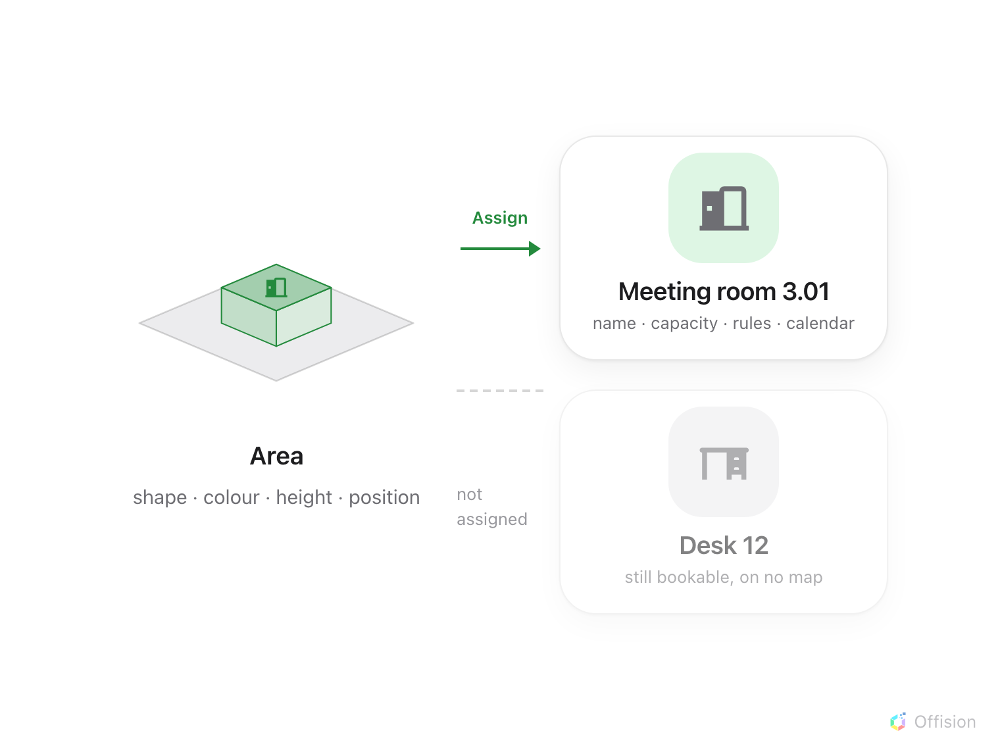 Assign
Meeting room 3.01
name · capacity · rules · calendar
Area
shape · colour · height · position
not
assigned
Desk 12
still bookable, on no map
Offision